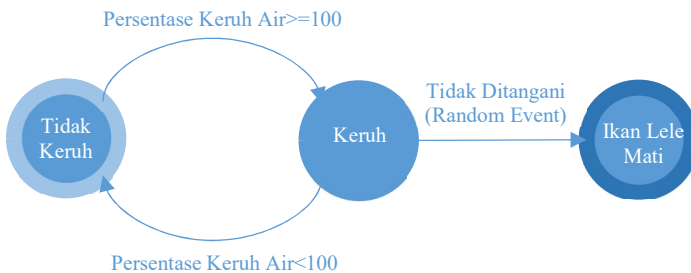 Persentase Keruh Air>=100
Tidak
Keruh
Keruh
Tidak Ditangani
(Random Event)
Ikan Lele
Mati
Persentase Keruh Air<100